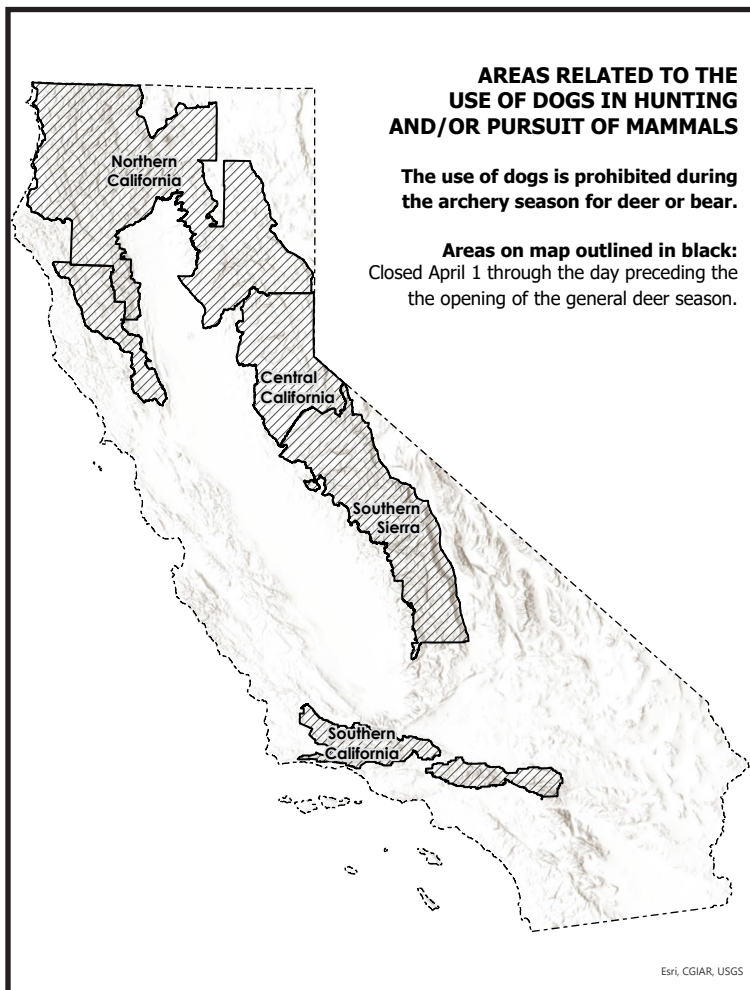 AREAS RELATED TO THE
USE OF DOGS IN HUNTING
AND/OR PURSUIT OF MAMMALS
The use of dogs is prohibited during
the archery season for deer or bear.
Areas on map outlined in black:
Closed April 1 through the day preceding the
the opening of the general deer season.
Northern
California
Central
California
Southern
Sierra
Southern
California
Esri, CGIAR, USGS